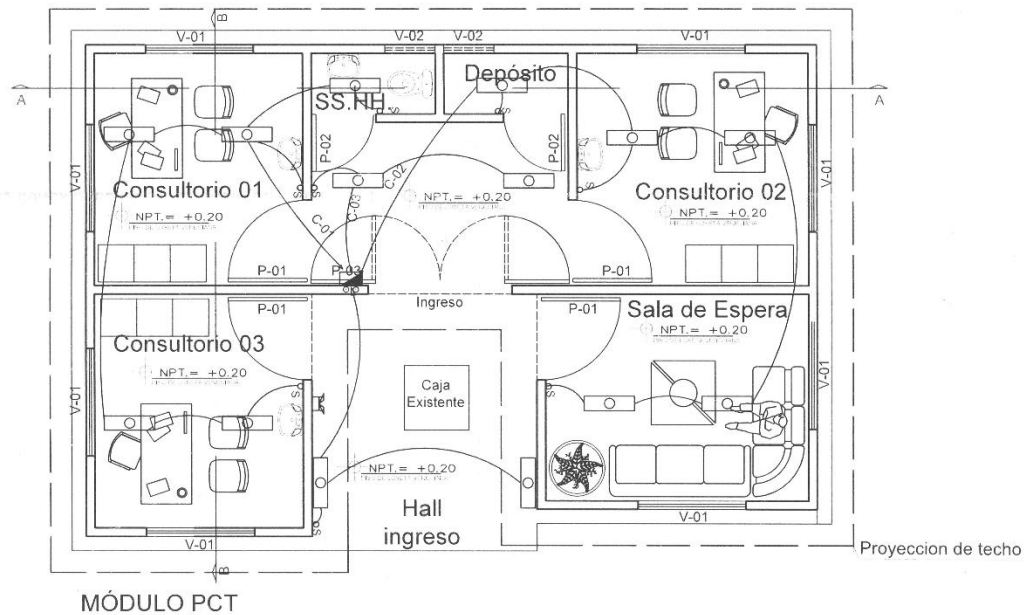 B
V-01
V-02
V-02
V-01
A
Depósito
SS.HH
A
S
S
P-02
P-02
V-01
V-01
Consultorio 01
S
S
C-02
S
Consultorio 02
NPT.= +0.20
C-03
NPT.= +0.20
NPT.= +0.20
C-01
P-01
P-03
P-01
P-01
Ingreso
P-01
Sala de Espera
NPT.= +0.20
Consultorio 03
NPT.= +0.20
V-01
Caja
Existente
V-01
S
S
NPT.= +0.20
Hall
ingreso
S
V-01
V-01
B
Proyeccion de techo
MÓDULO PCT